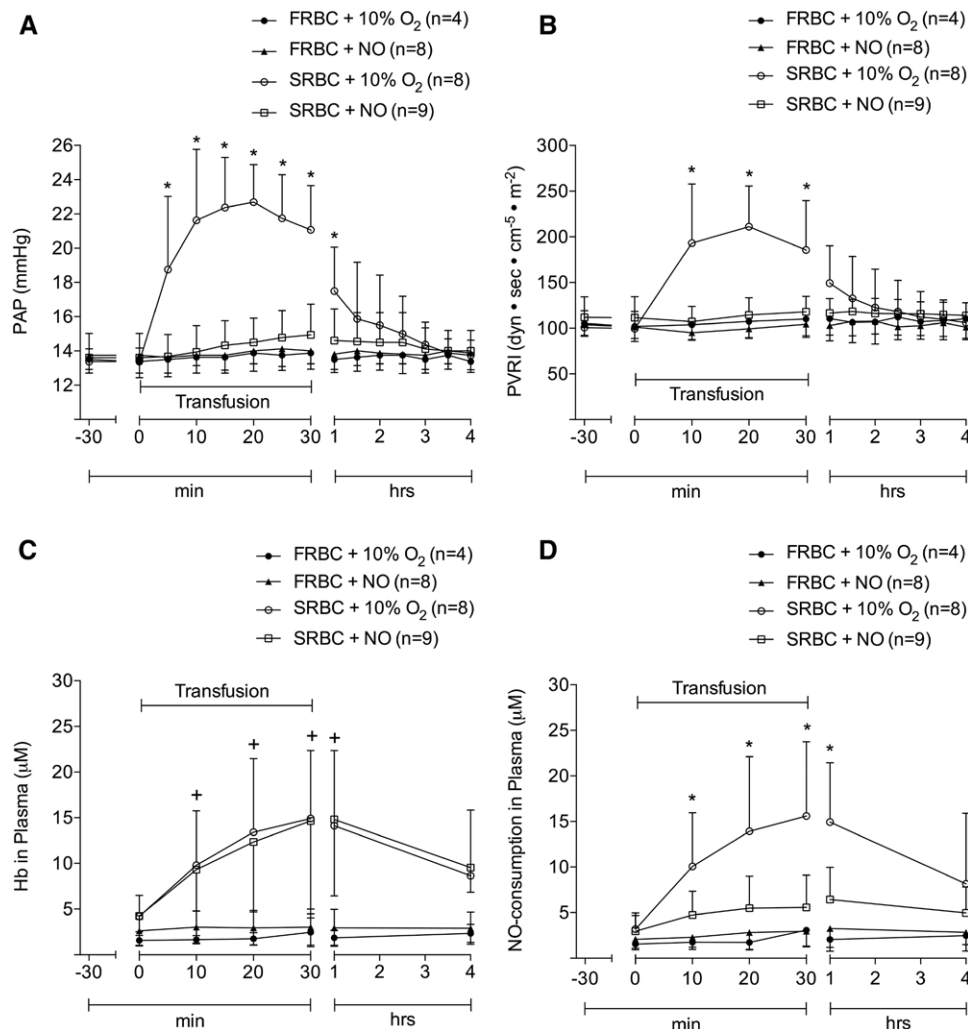 A
FRBC + 10% O₂ (n=4)
FRBC + NO (n=8)
SRBC + 10% O₂ (n=8)
SRBC + NO (n=9)
PAP (mmHg)
26
24
22
20
18
16
14
12
* * * * * * *
Transfusion
-30 0 10 20 30 1 2 3 4
min hrs
B
FRBC + 10% O₂ (n=4)
FRBC + NO (n=8)
SRBC + 10% O₂ (n=8)
SRBC + NO (n=9)
PVRI (dyn • sec • cm⁻⁵ • m⁻²)
300
250
200
150
100
50
* * *
Transfusion
-30 0 10 20 30 1 2 3 4
min hrs
C
FRBC + 10% O₂ (n=4)
FRBC + NO (n=8)
SRBC + 10% O₂ (n=8)
SRBC + NO (n=9)
Transfusion
Hb in Plasma (µM)
30
25
20
15
10
5
+ + + +
-30 0 10 20 30 1 2 3 4
min hrs
D
FRBC + 10% O₂ (n=4)
FRBC + NO (n=8)
SRBC + 10% O₂ (n=8)
SRBC + NO (n=9)
Transfusion
NO-consumption in Plasma (µM)
30
25
20
15
10
5
* * * *
-30 0 10 20 30 1 2 3 4
min hrs